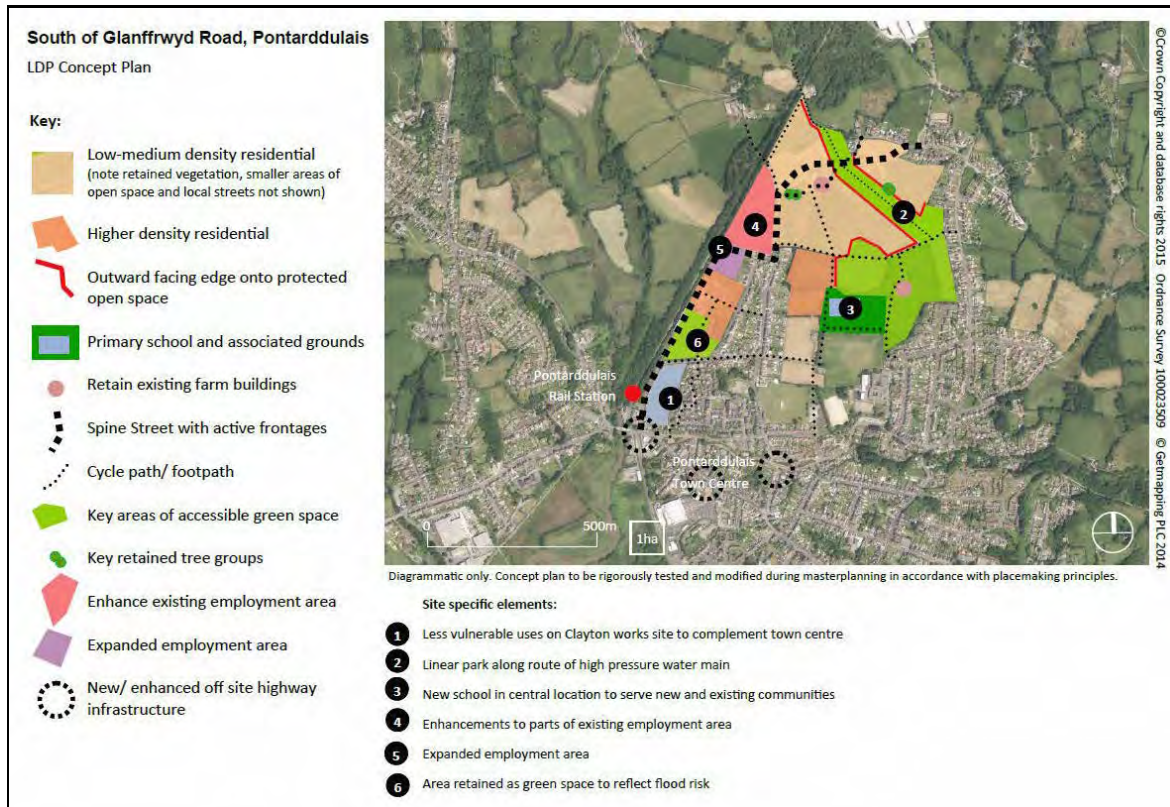 South of Glanffrwyd Road, Pontarddulais
LDP Concept Plan
Key:
Low-medium density residential
(note retained vegetation, smaller areas of
open space and local streets not shown)
Higher density residential
Outward facing edge onto protected
open space
Primary school and associated grounds
Retain existing farm buildings
Spine Street with active frontages
Cycle path/ footpath
Key areas of accessible green space
Key retained tree groups
Enhance existing employment area
Expanded employment area
New/ enhanced off site highway
infrastructure
4
5
2
3
6
1
Pontarddulais
Rail Station
Pontarddulais
Town Centre
0
500m
1ha
©Crown Copyright and database rights 2015 Ordnance Survey 100023509 © Getmapping PLC 2014
Diagrammatic only. Concept plan to be rigorously tested and modified during masterplanning in accordance with placemaking principles.
Site specific elements:
1 Less vulnerable uses on Clayton works site to complement town centre
2 Linear park along route of high pressure water main
3 New school in central location to serve new and existing communities
4 Enhancements to parts of existing employment area
5 Expanded employment area
6 Area retained as green space to reflect flood risk